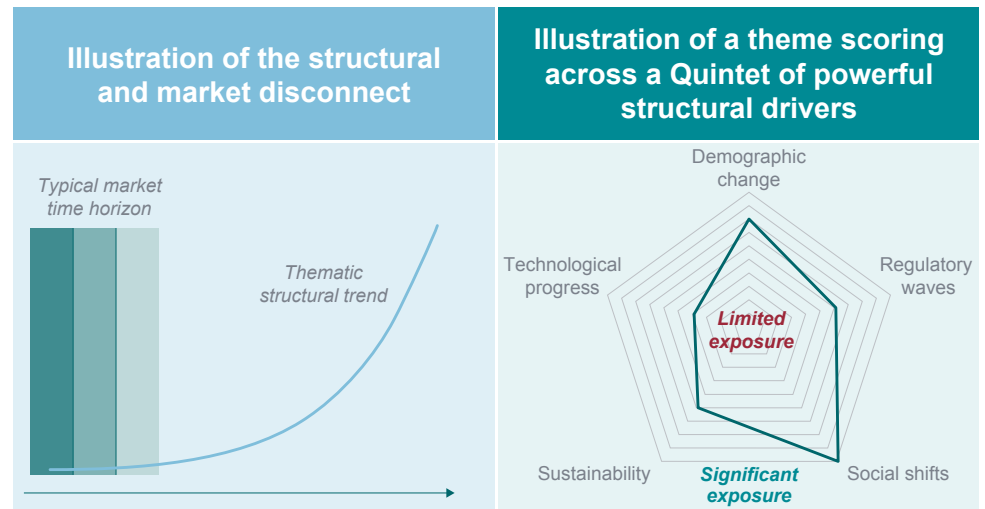 Illustration of the structural
and market disconnect
Illustration of a theme scoring
across a Quintet of powerful
structural drivers
Typical market
time horizon
Thematic
structural trend
Demographic
change
Technological
progress
Regulatory
waves
Limited
exposure
Sustainability
Significant
exposure
Social shifts